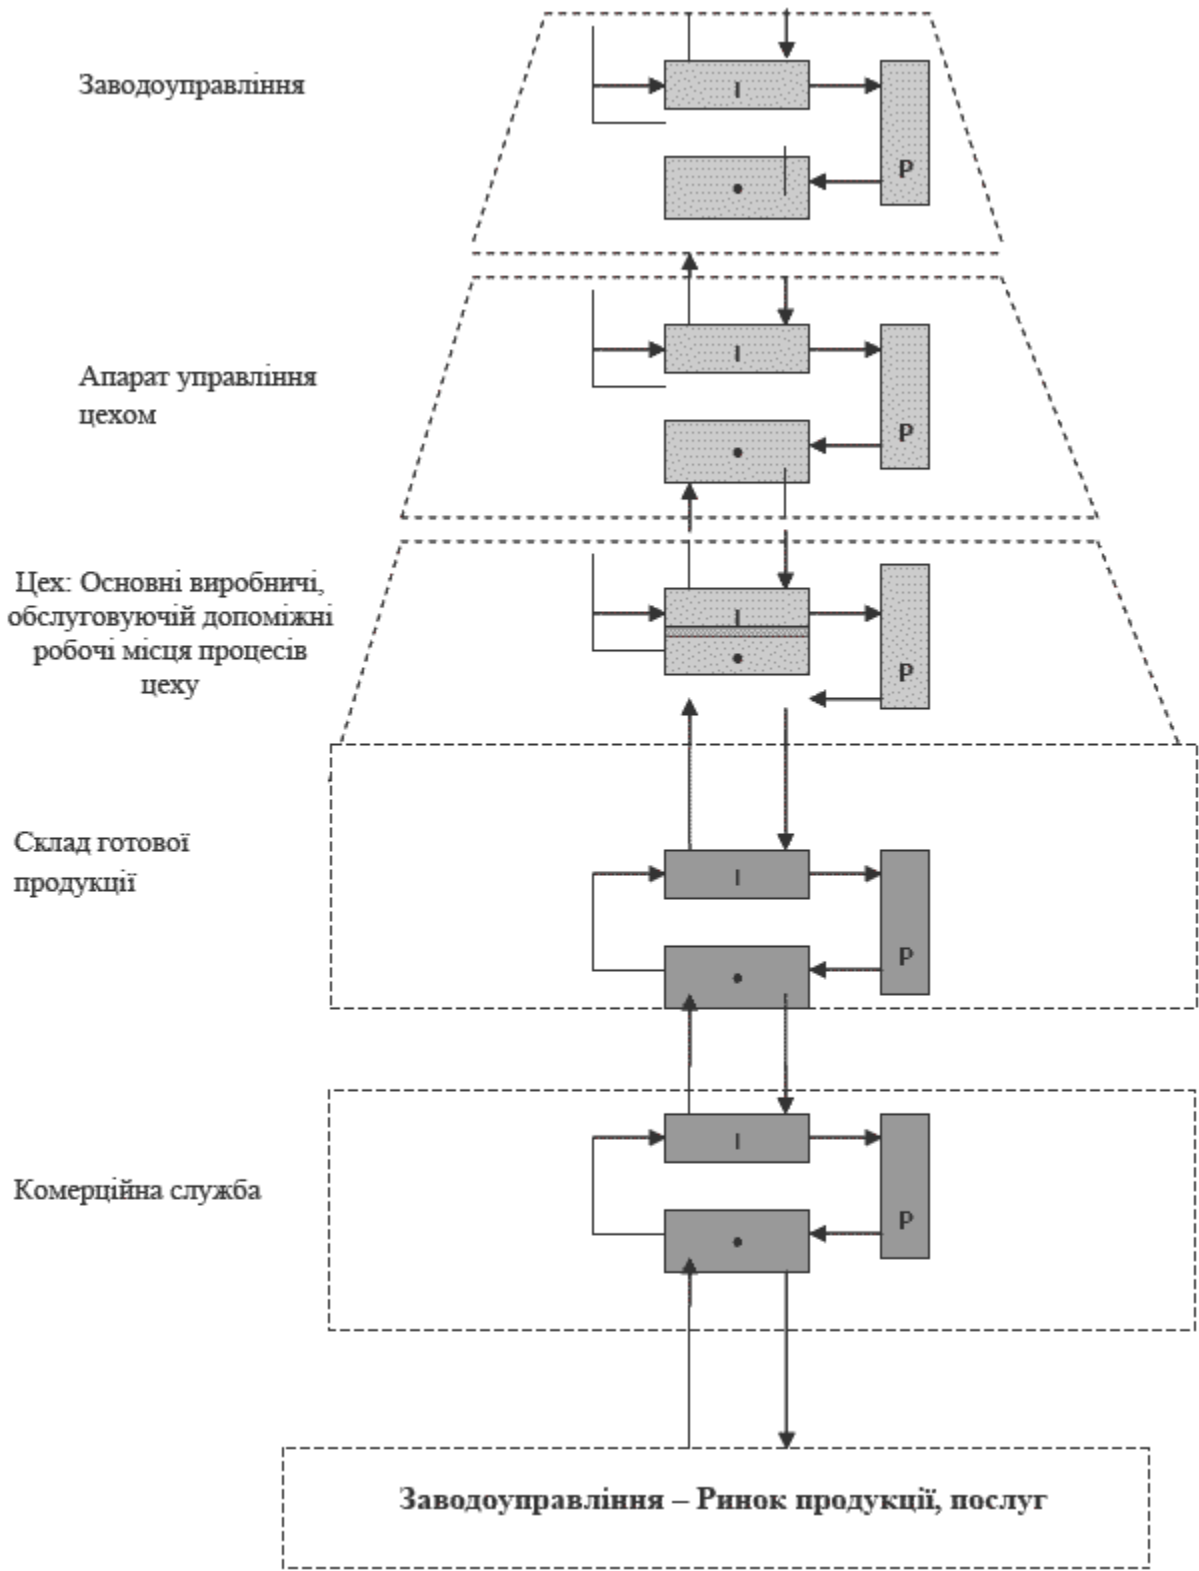 Заводоуправління
І
Р
•
Апарат управління
цехом
І
Р
•
Цех: Основні виробничі,
обслуговуючій допоміжні
робочі місця процесів
цеху
І
•
Р
Склад готової
продукції
І
Р
•
Комерційна служба
І
Р
•
Заводоуправління – Ринок продукції, послуг